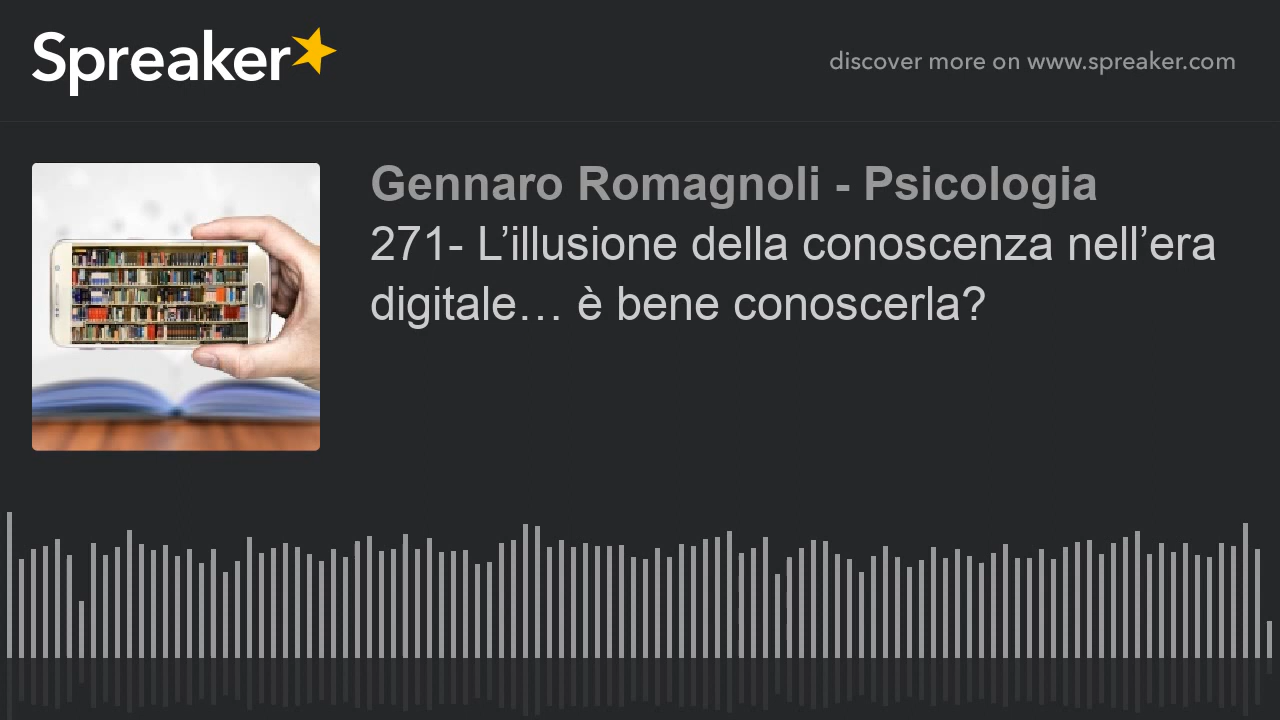 Spreaker
discover more on www.spreaker.com
Gennaro Romagnoli - Psicologia
271- L’illusione della conoscenza nell’era
digitale… è bene conoscerla?